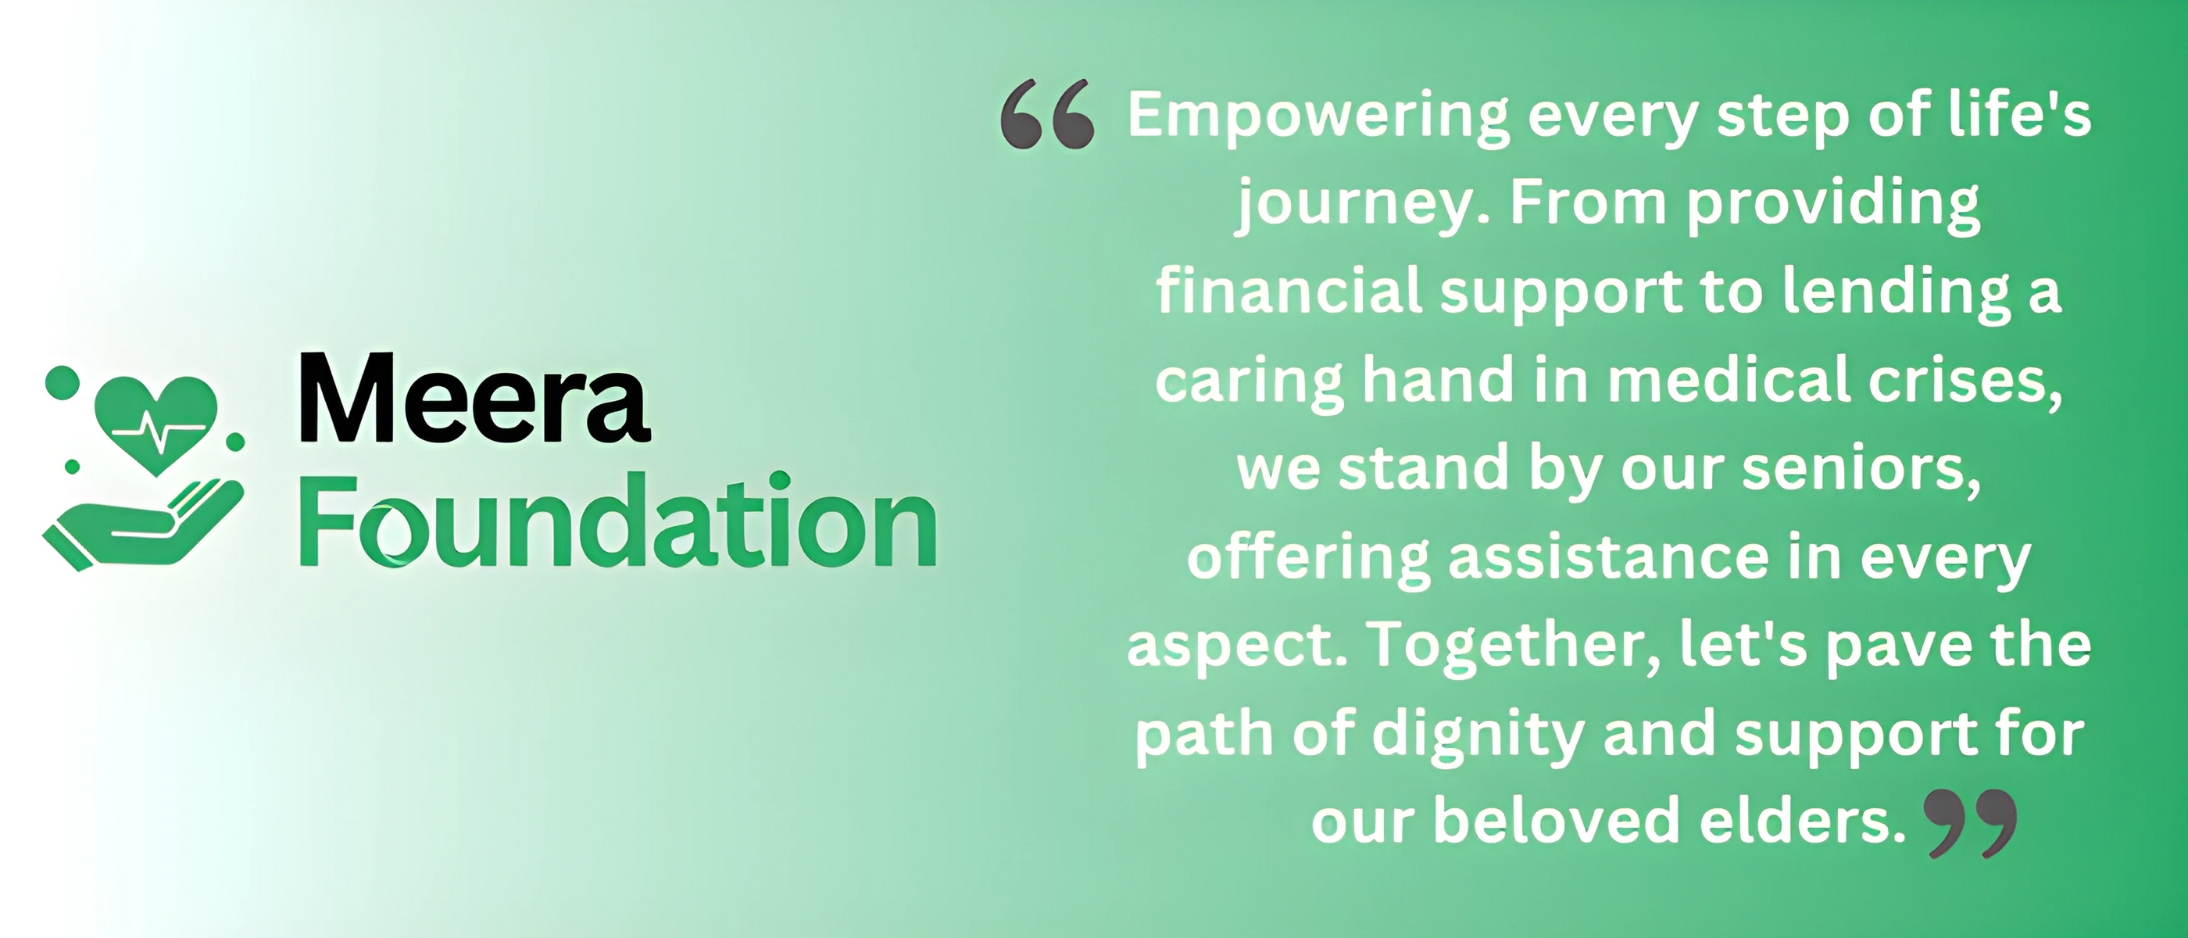 Meera
Foundation
“ Empowering every step of life's
journey. From providing
financial support to lending a
caring hand in medical crises,
we stand by our seniors,
offering assistance in every
aspect. Together, let's pave the
path of dignity and support for
our beloved elders. ”